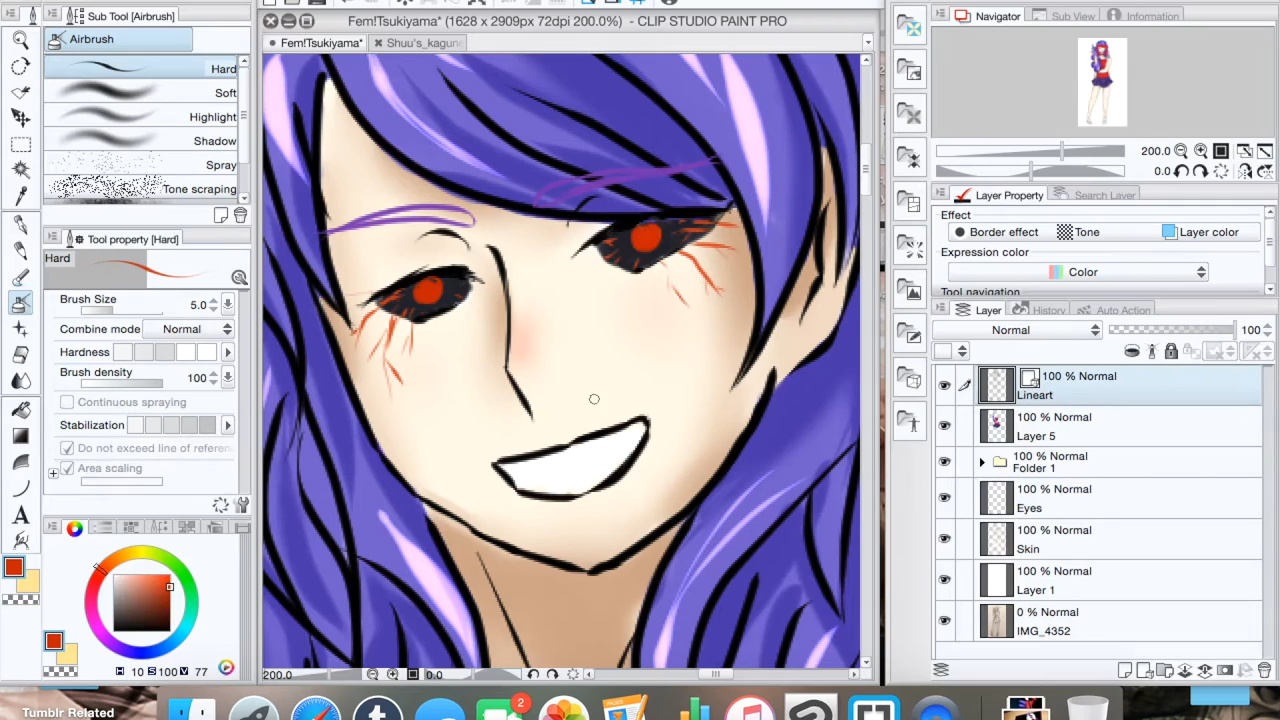 Sub Tool [Airbrush]
Airbrush
Hard
Soft
Highlight
Shadow
Spray
Tone scraping
Tool property [Hard]
Hard
Brush Size 5.0
Combine mode Normal
Hardness
Brush density 100
Continuous spraying
Stabilization
Do not exceed line of referen
Area scaling
H 10 S 100 V 77
Fem!Tsukiyama* (1628 x 2909px 72dpi 200.0%) - CLIP STUDIO PAINT PRO
Fem!Tsukiyama* Shuu's_kagune
200.0 0.0
Navigator Sub View Information
200.0
0.0
Layer Property Search Layer
Effect
Border effect Tone Layer color
Expression color
Color
Tool navigation
Layer History Auto Action
Normal 100
100 % Normal
Lineart
100 % Normal
Layer 5
100 % Normal
Folder 1
100 % Normal
Eyes
100 % Normal
Skin
100 % Normal
Layer 1
0 % Normal
IMG_4352
Tumblr Related
t
2
A